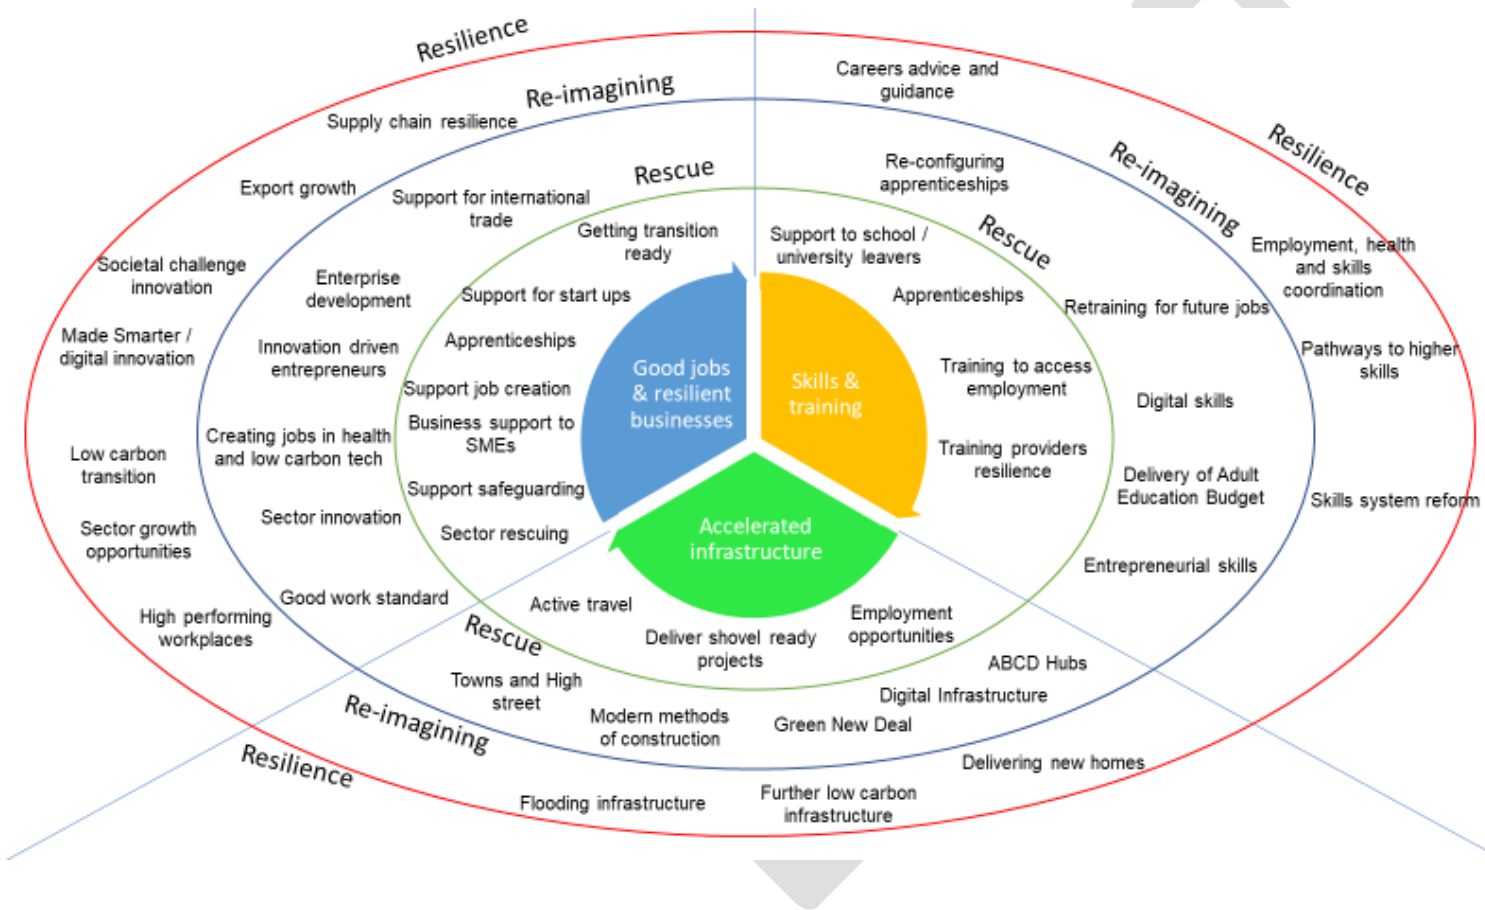 Resilience
Re-imagining
Rescue
Supply chain resilience
Export growth
Societal challenge
innovation
Made Smarter /
digital innovation
Low carbon
transition
Sector growth
opportunities
High performing
workplaces
Support for international
trade
Enterprise
development
Innovation driven
entrepreneurs
Creating jobs in health
and low carbon tech
Sector innovation
Good work standard
Getting transition
ready
Support for start ups
Apprenticeships
Support job creation
Business support to
SMEs
Support safeguarding
Sector rescuing
Good jobs
& resilient
businesses
Careers advice and
guidance
Resilience
Re-imagining
Rescue
Re-configuring
apprenticeships
Support to school /
university leavers
Apprenticeships
Training to access
employment
Training providers
resilience
Skills &
training
Retraining for future jobs
Digital skills
Delivery of Adult
Education Budget
Entrepreneurial skills
Employment, health
and skills
coordination
Pathways to higher
skills
Skills system reform
Accelerated
infrastructure
Active travel
Deliver shovel ready
projects
Employment
opportunities
Rescue
Re-imagining
Resilience
Towns and High
street
Modern methods
of construction
Green New Deal
Digital Infrastructure
ABCD Hubs
Flooding infrastructure
Further low carbon
infrastructure
Delivering new homes